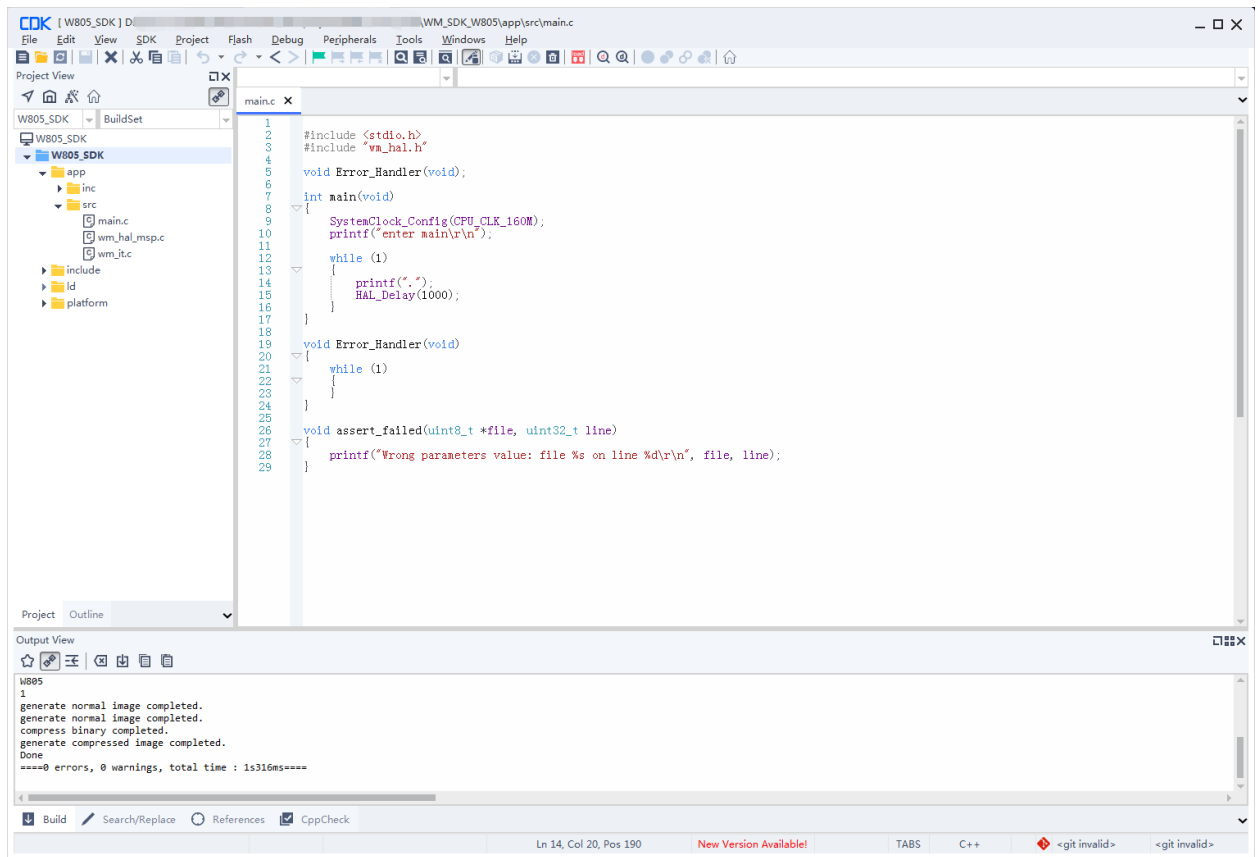 CDK [ W805_SDK ] D: \WM_SDK_W805\app\src\main.c
File Edit View SDK Project Flash Debug Peripherals Tools Windows Help
Project View
main.c
W805_SDK BuildSet
W805_SDK
W805_SDK
app
inc
src
main.c
wm_hal_msp.c
wm_it.c
include
ld
platform
1
2 #include <stdio.h>
3 #include "wm_hal.h"
4
5 void Error_Handler(void);
6
7 int main(void)
8 {
9 SystemClock_Config(CPU_CLK_160M);
10 printf("enter main\r\n");
11
12 while (1)
13 {
14 printf(".");
15 HAL_Delay(1000);
16 }
17 }
18
19 void Error_Handler(void)
20 {
21 while (1)
22 {
23 }
24 }
25
26 void assert_failed(uint8_t *file, uint32_t line)
27 {
28 printf("Wrong parameters value: file %s on line %d\r\n", file, line);
29 }
Project Outline
Output View
W805
1
generate normal image completed.
generate normal image completed.
compress binary completed.
generate compressed image completed.
Done
====0 errors, 0 warnings, total time : 1s316ms====
Build Search/Replace References CppCheck
Ln 14, Col 20, Pos 190 New Version Available! TABS C++ <git invalid> <git invalid>